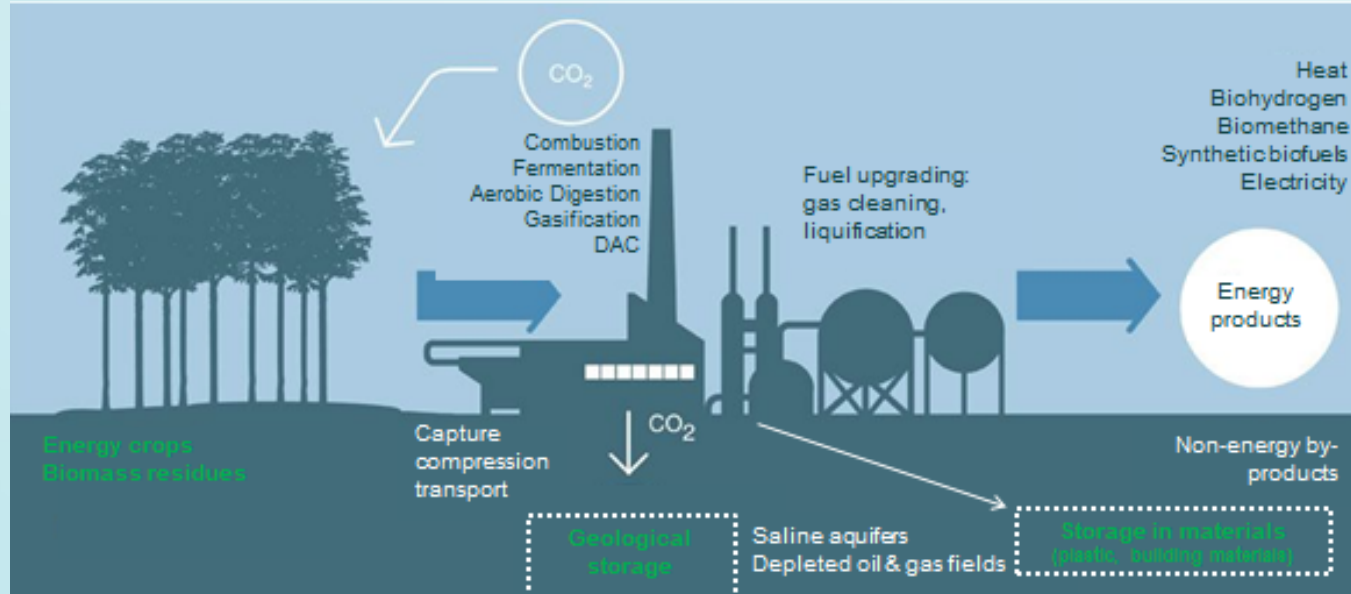 CO₂
Combustion
Fermentation
Aerobic Digestion
Gasification
DAC
Fuel upgrading:
gas cleaning,
liquification
Heat
Biohydrogen
Biomethane
Synthetic biofuels
Electricity
Energy
products
Energy crops
Biomass residues
Capture
compression
transport
CO₂
Geological
storage
Saline aquifers
Depleted oil & gas fields
Non-energy by-
products
Storage in materials
(plastic, building materials)